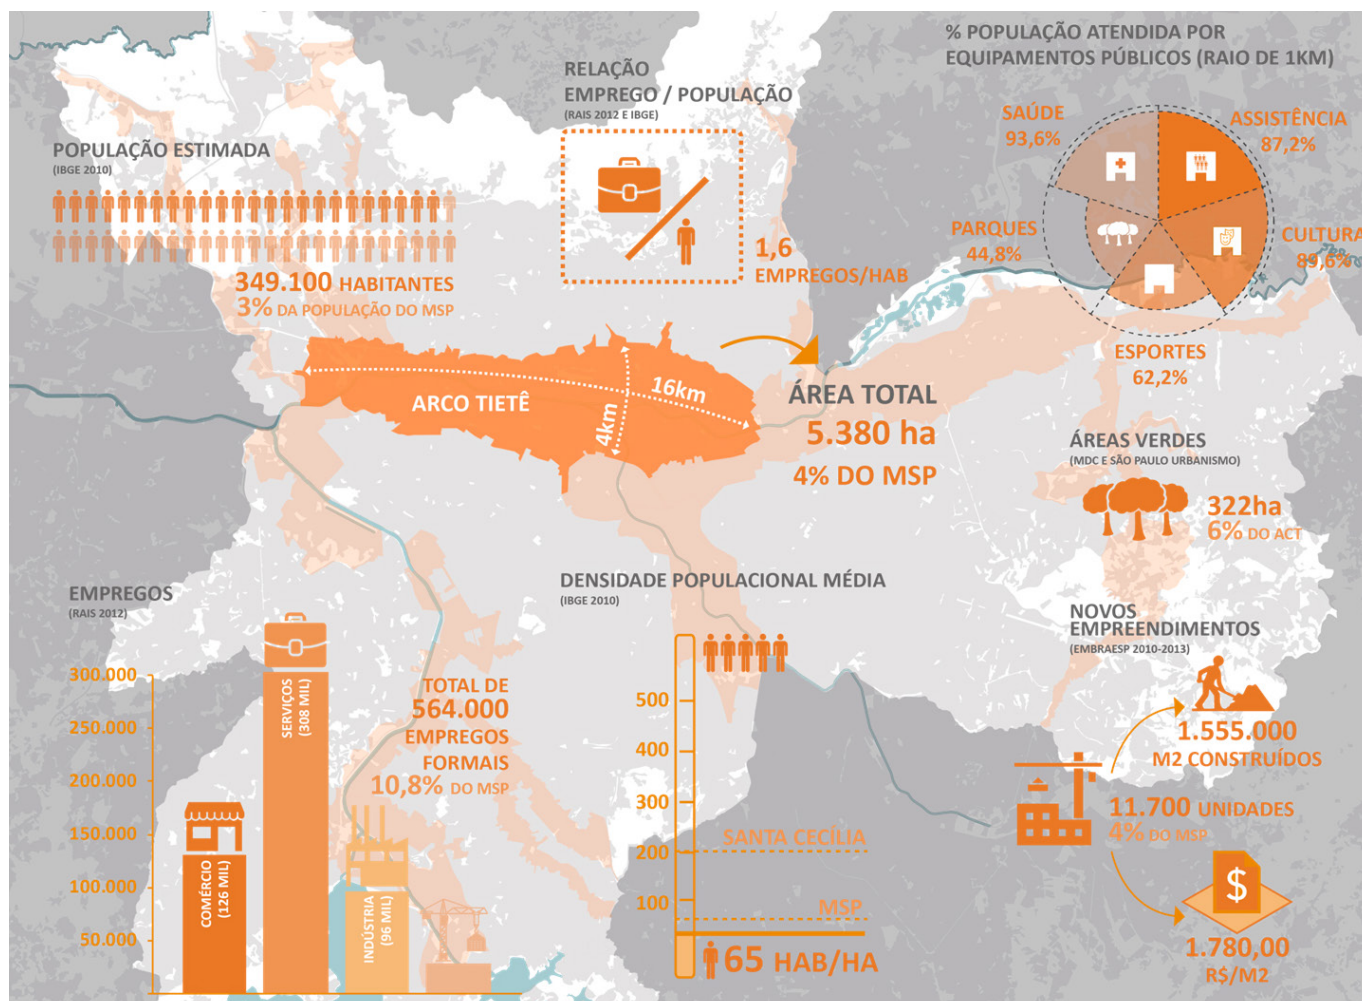 % POPULAÇÃO ATENDIDA POR
EQUIPAMENTOS PÚBLICOS (RAIO DE 1KM)
SAÚDE
93,6%
ASSISTÊNCIA
87,2%
PARQUES
44,8%
CULTURA
89,6%
ESPORTES
62,2%
RELAÇÃO
EMPREGO / POPULAÇÃO
(RAIS 2012 E IBGE)
1,6
EMPREGOS/HAB
POPULAÇÃO ESTIMADA
(IBGE 2010)
349.100 HABITANTES
3% DA POPULAÇÃO DO MSP
ARCO TIETÊ
16km
4km
ÁREA TOTAL
5.380 ha
4% DO MSP
ÁREAS VERDES
(MDC E SÃO PAULO URBANISMO)
322ha
6% DO ACT
EMPREGOS
(RAIS 2012)
300.000
250.000
200.000
150.000
100.000
50.000
COMÉRCIO
(126 MIL)
SERVIÇOS
(308 MIL)
INDÚSTRIA
(96 MIL)
TOTAL DE
564.000
EMPREGOS
FORMAIS
10,8% DO MSP
DENSIDADE POPULACIONAL MÉDIA
(IBGE 2010)
500
400
300
200
100
SANTA CECÍLIA
MSP
65 HAB/HA
NOVOS
EMPREENDIMENTOS
(EMBRAESP 2010-2013)
1.555.000
M2 CONSTRUÍDOS
11.700 UNIDADES
4% DO MSP
$
1.780,00
R$/M2